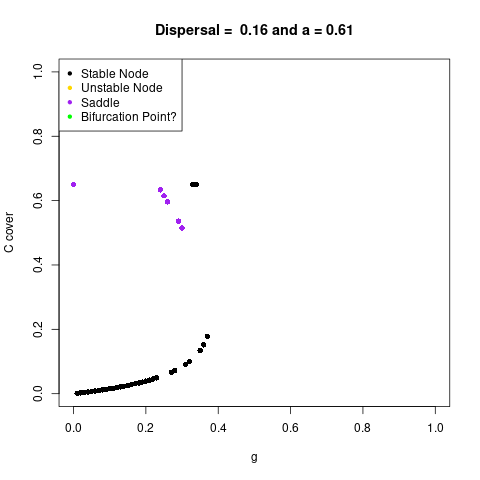 Dispersal =  0.16 and a = 0.61
Stable Node
Unstable Node
Saddle
Bifurcation Point?
C cover
1.0
0.8
0.6
0.4
0.2
0.0
0.0 0.2 0.4 0.6 0.8 1.0
g